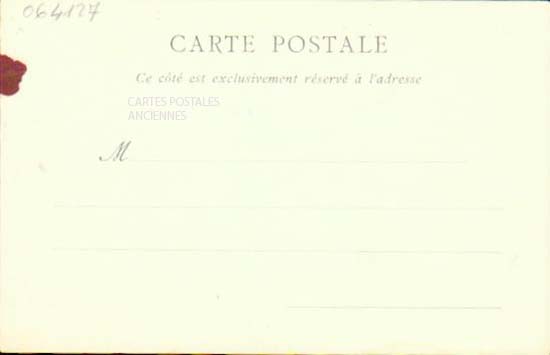 064127
CARTE POSTALE
Ce côté est exclusivement réservé à l'adresse
CARTES POSTALES
ANCIENNES
M